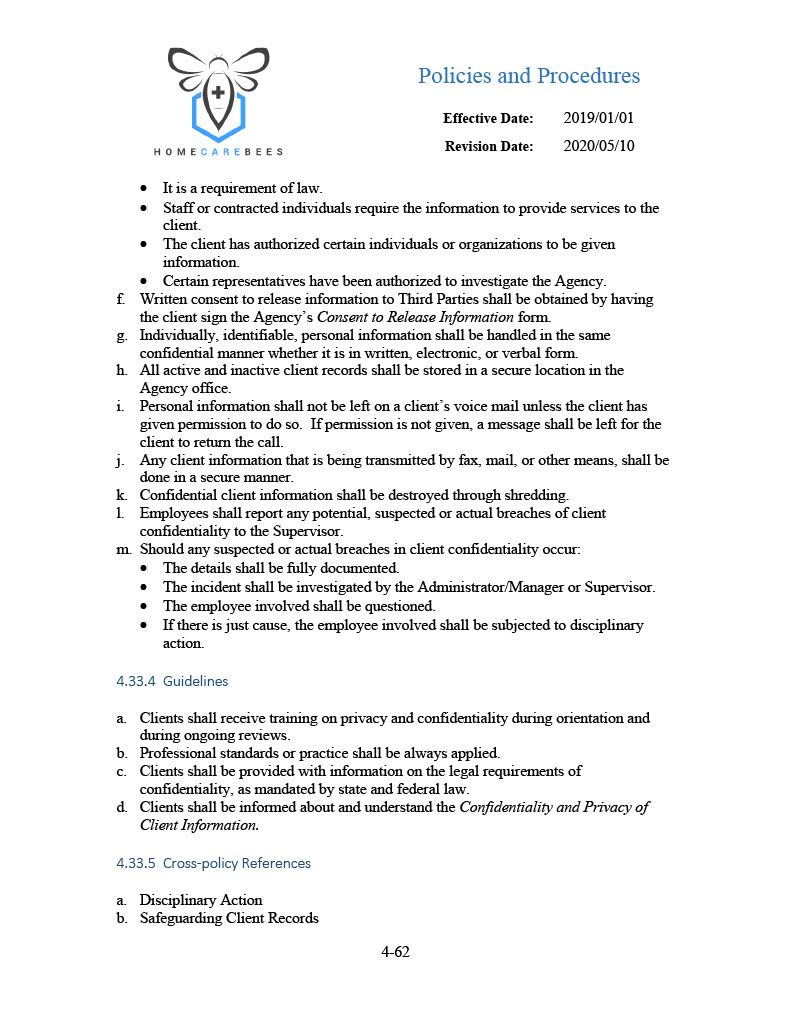 HOMECAREBEES
Policies and Procedures
Effective Date: 2019/01/01
Revision Date: 2020/05/10
• It is a requirement of law.
• Staff or contracted individuals require the information to provide services to the
client.
• The client has authorized certain individuals or organizations to be given
information.
• Certain representatives have been authorized to investigate the Agency.
f. Written consent to release information to Third Parties shall be obtained by having
the client sign the Agency’s Consent to Release Information form.
g. Individually, identifiable, personal information shall be handled in the same
confidential manner whether it is in written, electronic, or verbal form.
h. All active and inactive client records shall be stored in a secure location in the
Agency office.
i. Personal information shall not be left on a client’s voice mail unless the client has
given permission to do so. If permission is not given, a message shall be left for the
client to return the call.
j. Any client information that is being transmitted by fax, mail, or other means, shall be
done in a secure manner.
k. Confidential client information shall be destroyed through shredding.
l. Employees shall report any potential, suspected or actual breaches of client
confidentiality to the Supervisor.
m. Should any suspected or actual breaches in client confidentiality occur:
• The details shall be fully documented.
• The incident shall be investigated by the Administrator/Manager or Supervisor.
• The employee involved shall be questioned.
• If there is just cause, the employee involved shall be subjected to disciplinary
action.
4.33.4 Guidelines
a. Clients shall receive training on privacy and confidentiality during orientation and
during ongoing reviews.
b. Professional standards or practice shall be always applied.
c. Clients shall be provided with information on the legal requirements of
confidentiality, as mandated by state and federal law.
d. Clients shall be informed about and understand the Confidentiality and Privacy of
Client Information.
4.33.5 Cross-policy References
a. Disciplinary Action
b. Safeguarding Client Records
4-62